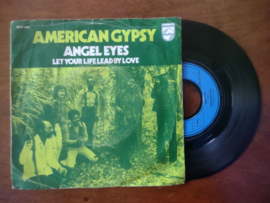 AMERICAN GYPSY
ANGEL EYES
LET YOUR LIFE LEAD BY LOVE